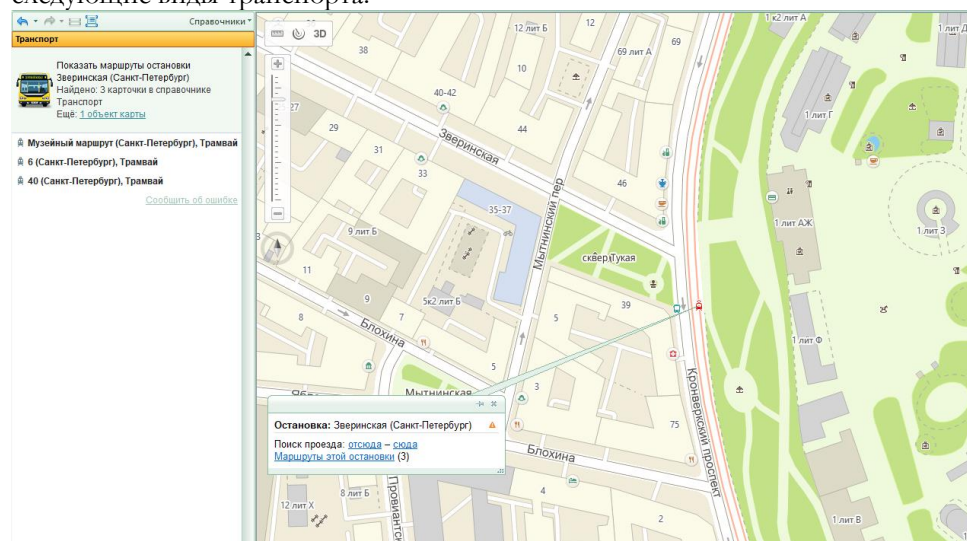 следующие виды транспорта:
Справочники
Транспорт
Показать маршруты остановки
Зверинская (Санкт-Петербург)
Найдено: 3 карточки в справочнике
Транспорт
Ещё: 1 объект карты
Музейный маршрут (Санкт-Петербург), Трамвай
6 (Санкт-Петербург), Трамвай
40 (Санкт-Петербург), Трамвай
Сообщить об ошибке
3D
12 лит Б
12
69 лит А
69
1 к2 лит А
1 лит Д
38
10
40-42
27
29
44
1 лит Г
Зверинская
31
33
46
35-37
Мытнинский пер
1 лит АЖ
1 лит З
9 лит Б
сквер Тукая
11
5к2 лит Б
39
9
7
5
8
Блохина
1 лит Ф
5
3
Мытнинская
Кронверкский проспект
75
Остановка: Зверинская (Санкт-Петербург)
Поиск проезда: отсюда – сюда
Маршруты этой остановки (3)
Блохина
8 лит Б
4
12 лит Х
2
1 лит В